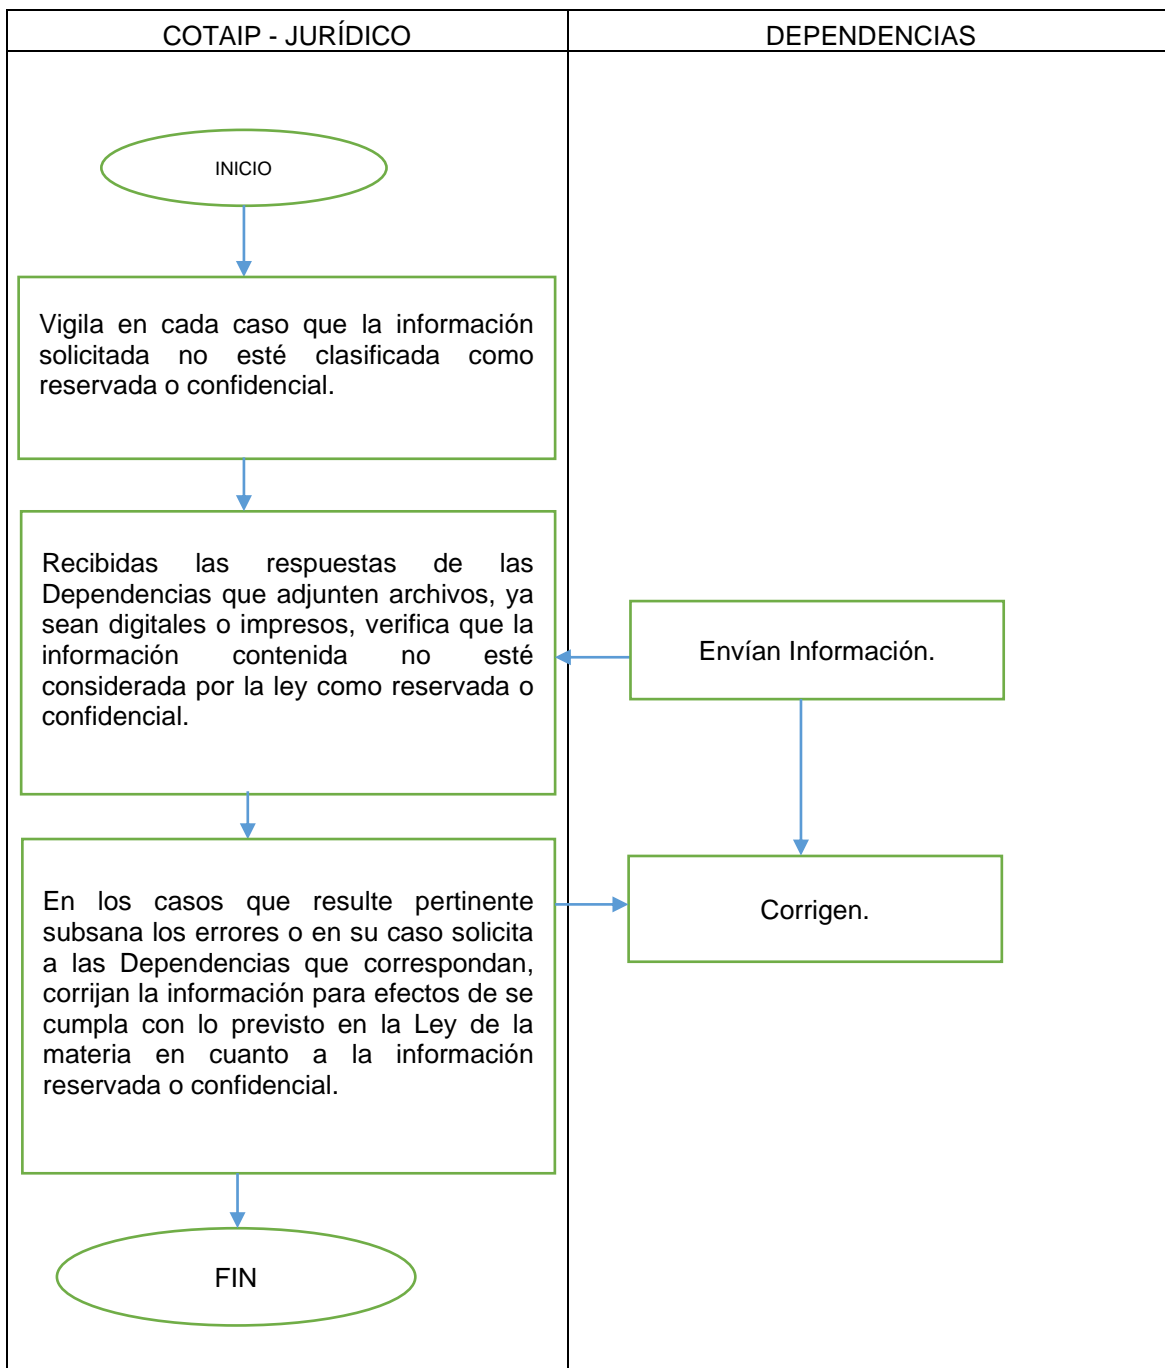 COTAIP - JURÍDICO
DEPENDENCIAS
INICIO
Vigila en cada caso que la información
solicitada no esté clasificada como
reservada o confidencial.
Recibidas las respuestas de las
Dependencias que adjunten archivos, ya
sean digitales o impresos, verifica que la
información contenida no esté
considerada por la ley como reservada o
confidencial.
Envían Información.
En los casos que resulte pertinente
subsana los errores o en su caso solicita
a las Dependencias que correspondan,
corrijan la información para efectos de se
cumpla con lo previsto en la Ley de la
materia en cuanto a la información
reservada o confidencial.
Corrigen.
FIN